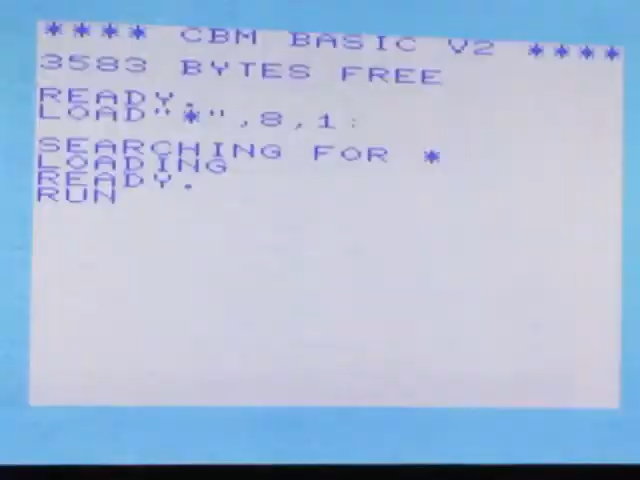 **** CBM BASIC V2 ****
3583 BYTES FREE
READY.
LOAD"*",8,1:
SEARCHING FOR *
LOADING
READY.
RUN